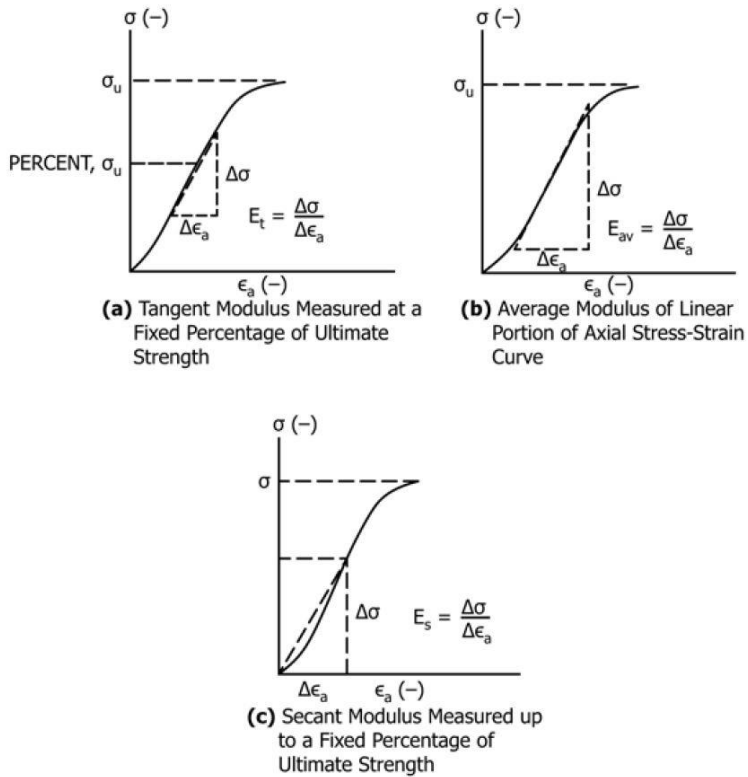 σ (–)
σᵤ
PERCENT, σᵤ
Δσ
Δϵₐ
Eₜ = Δσ/Δϵₐ
ϵₐ (–)
(a) Tangent Modulus Measured at a
Fixed Percentage of Ultimate
Strength
σ (–)
σᵤ
Δσ
Δϵₐ
Eₐᵥ = Δσ/Δϵₐ
ϵₐ (–)
(b) Average Modulus of Linear
Portion of Axial Stress-Strain
Curve
σ (–)
σ
Δσ
Eₛ = Δσ/Δϵₐ
Δϵₐ
ϵₐ (–)
(c) Secant Modulus Measured up
to a Fixed Percentage of
Ultimate Strength